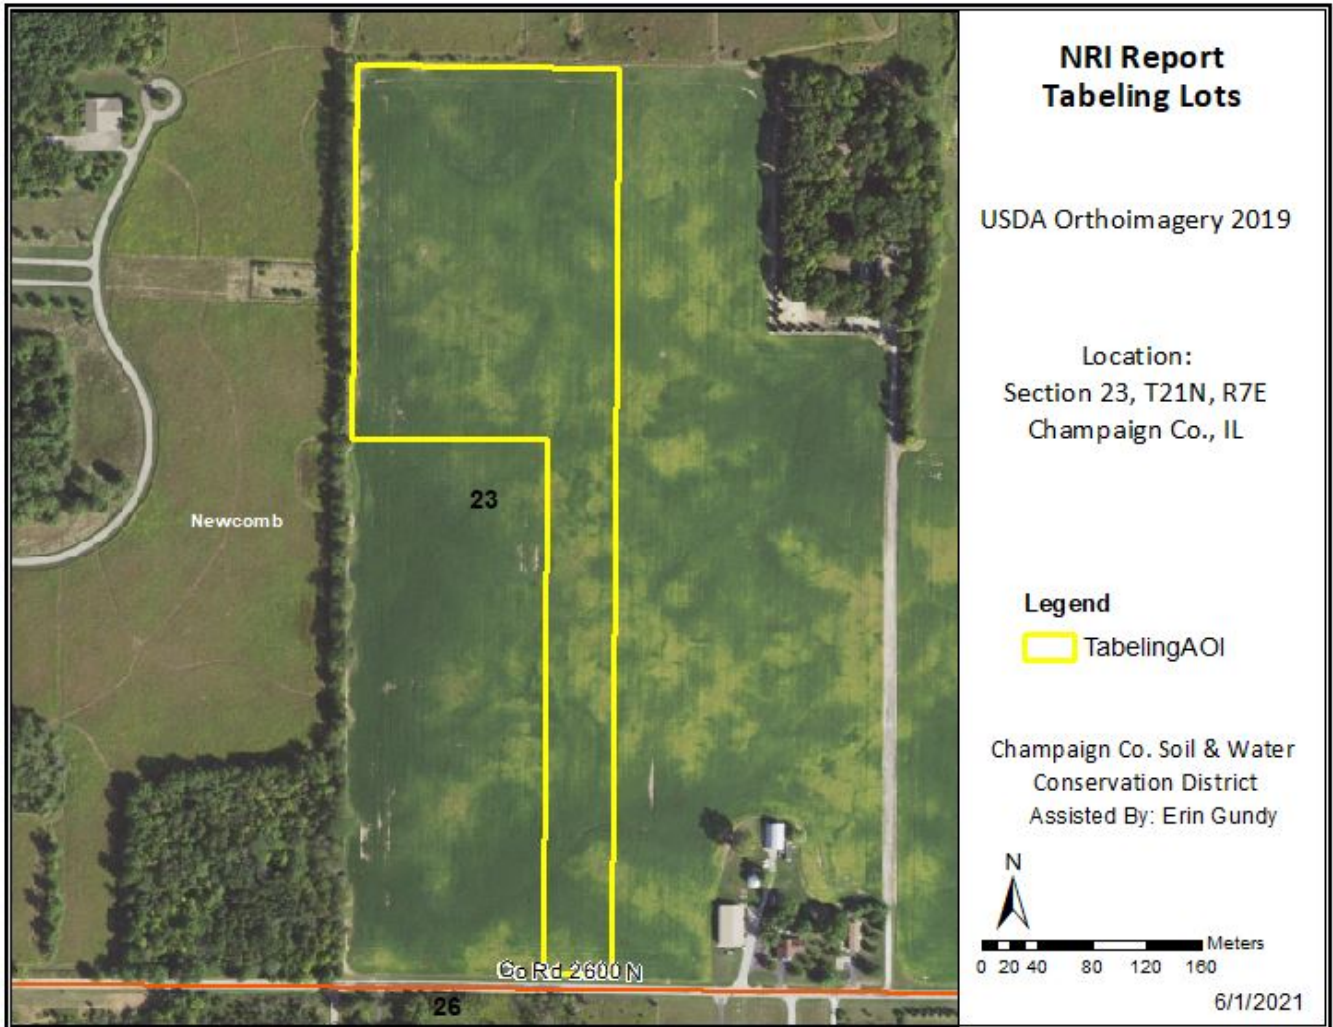 NRI Report
Tabeling Lots
USDA Orthoimagery 2019
Location:
Section 23, T21N, R7E
Champaign Co., IL
23
Newcomb
Legend
TabelingAOI
Champaign Co. Soil & Water
Conservation District
Assisted By: Erin Gundy
N
Meters
0 20 40 80 120 160
Co Rd 2600 N
26
6/1/2021